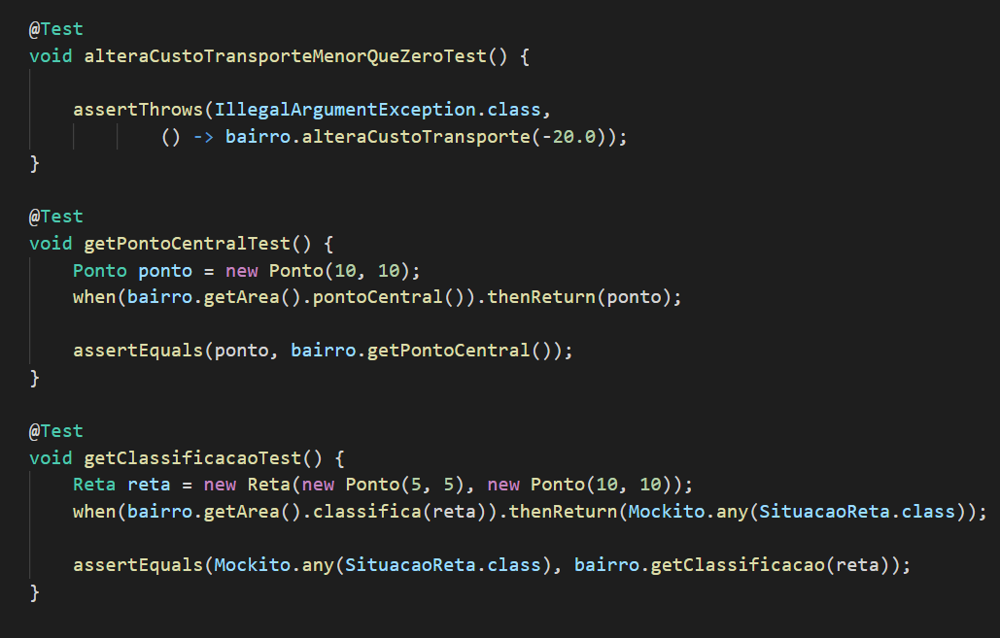 @Test
void alteraCustoTransporteMenorQueZeroTest() {
assertThrows(IllegalArgumentException.class,
() -> bairro.alteraCustoTransporte(-20.0));
}
@Test
void getPontoCentralTest() {
Ponto ponto = new Ponto(10, 10);
when(bairro.getArea().pontoCentral()).thenReturn(ponto);
assertEquals(ponto, bairro.getPontoCentral());
}
@Test
void getClassificacaoTest() {
Reta reta = new Reta(new Ponto(5, 5), new Ponto(10, 10));
when(bairro.getArea().classifica(reta)).thenReturn(Mockito.any(SituacaoReta.class));
assertEquals(Mockito.any(SituacaoReta.class), bairro.getClassificacao(reta));
}